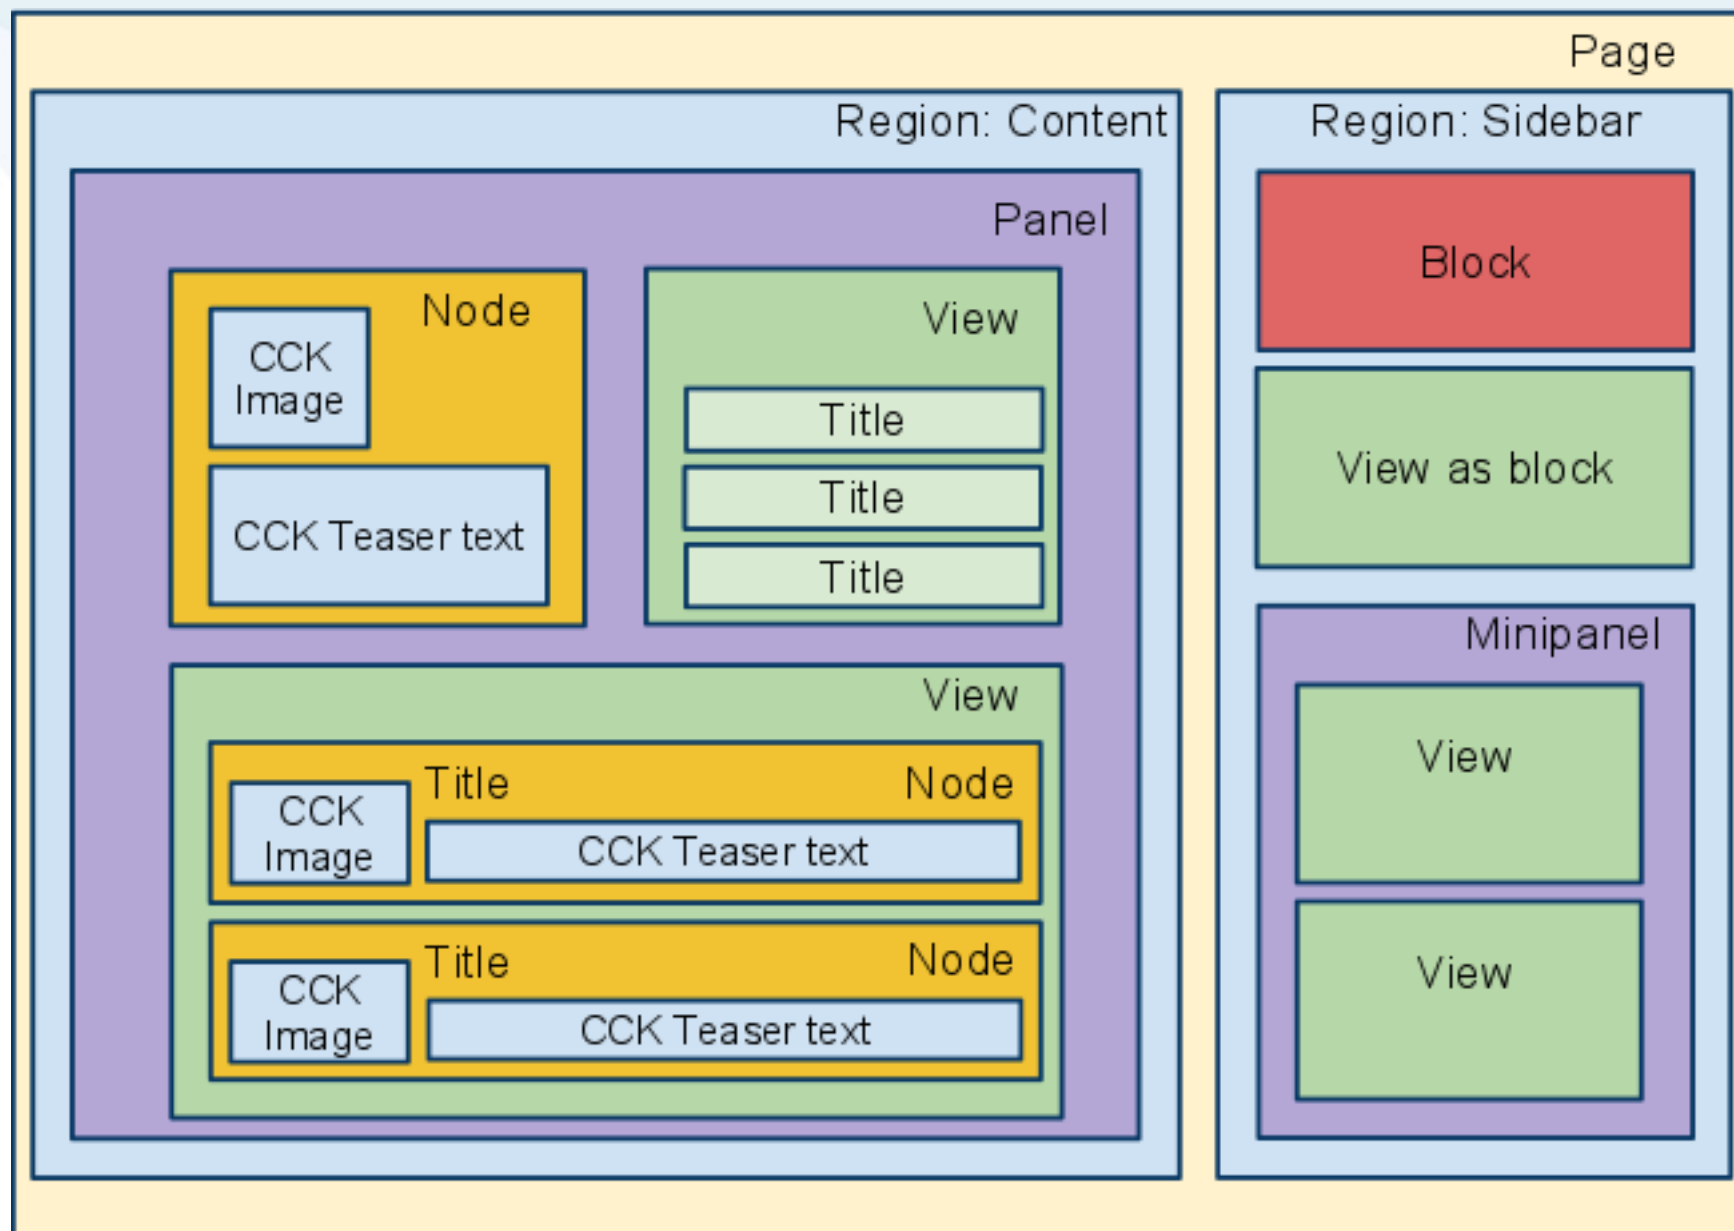 Page
Region: Content
Region: Sidebar
Panel
Node
CCK
Image
CCK Teaser text
View
Title
Title
Title
View
Title
Node
CCK
Image
CCK Teaser text
Title
Node
CCK
Image
CCK Teaser text
Block
View as block
Minipanel
View
View